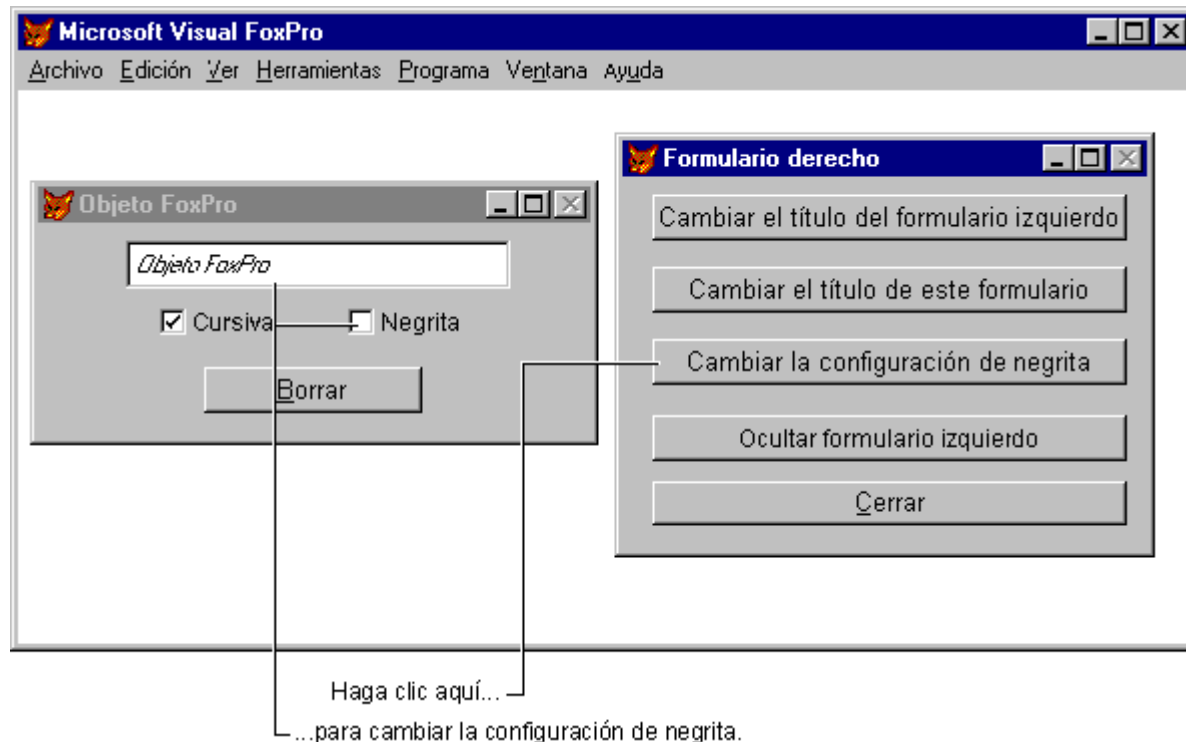 Microsoft Visual FoxPro
Archivo Edición Ver Herramientas Programa Ventana Ayuda
Objeto FoxPro
Objeto FoxPro
Cursiva Negrita
Borrar
Formulario derecho
Cambiar el título del formulario izquierdo
Cambiar el título de este formulario
Cambiar la configuración de negrita
Ocultar formulario izquierdo
Cerrar
Haga clic aquí...
...para cambiar la configuración de negrita.